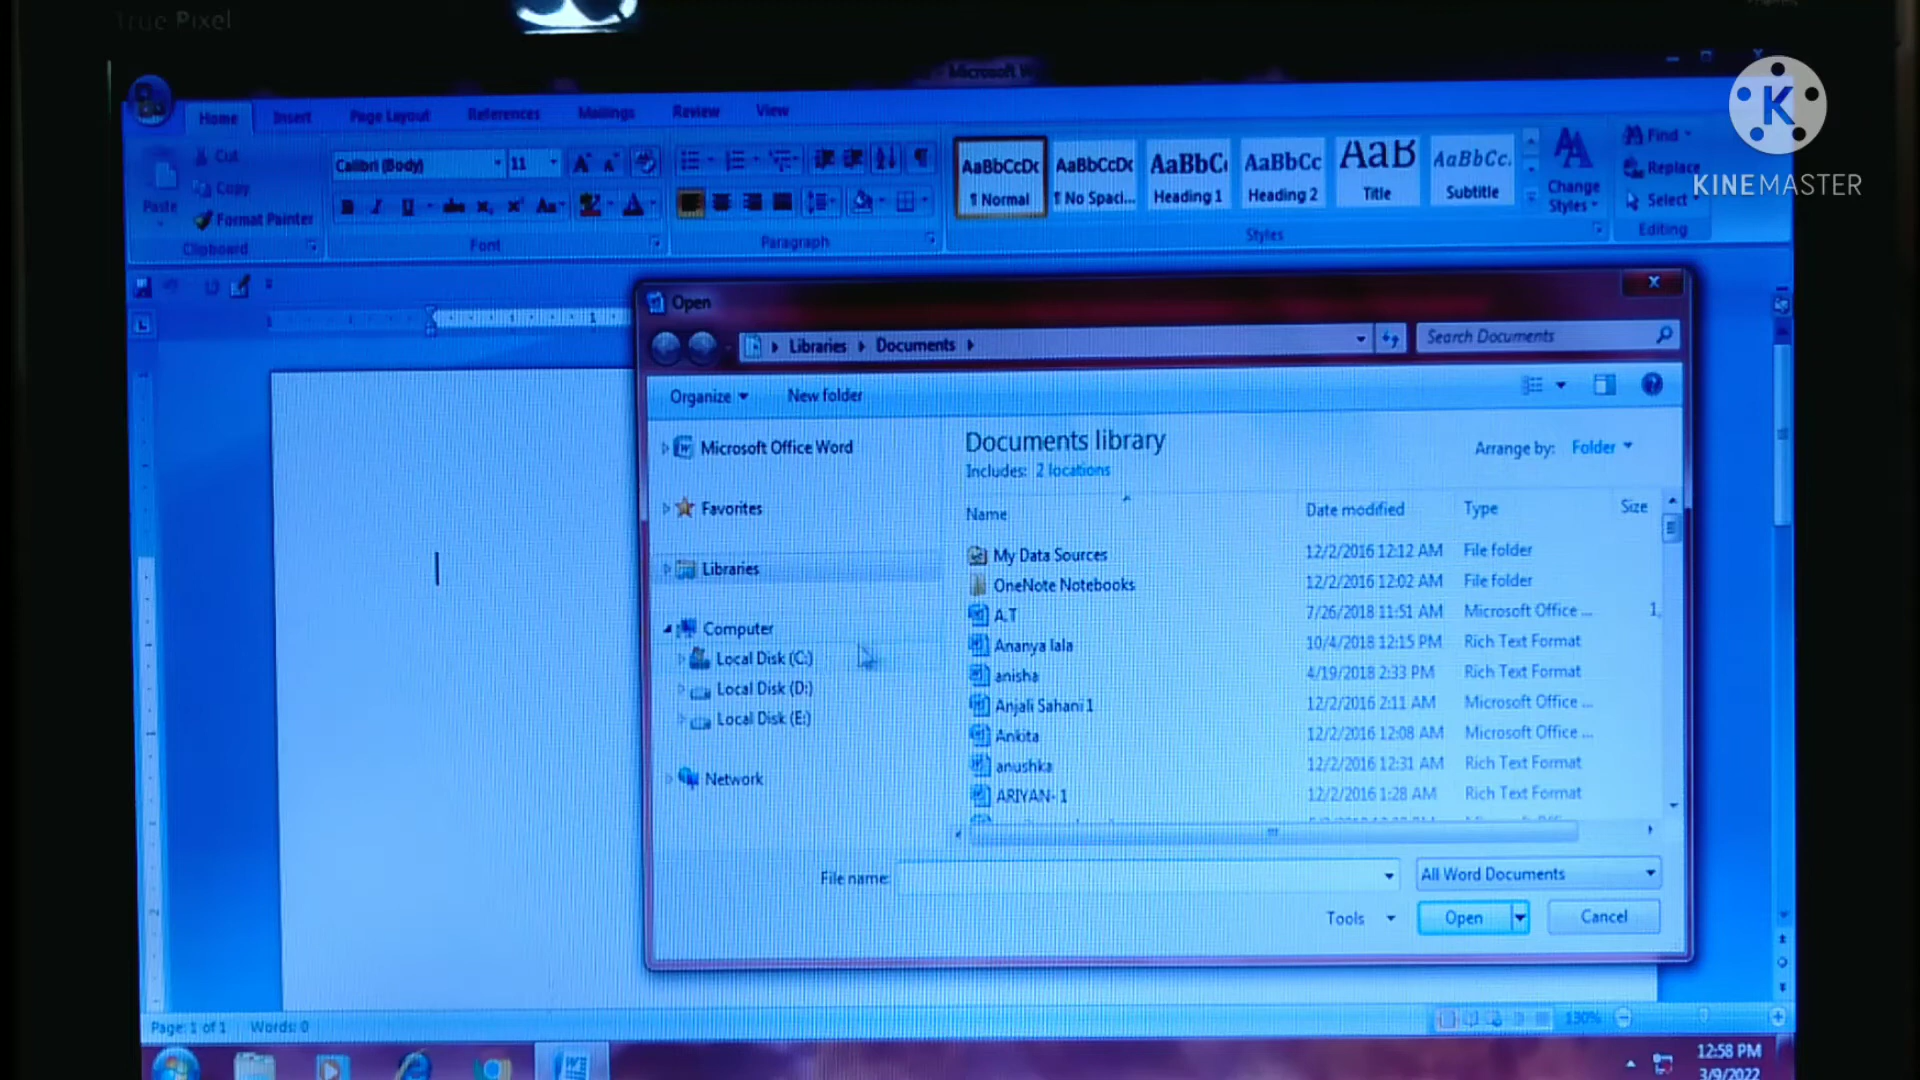 True Pixel
Microsoft W
K
KINEMASTER
Home Insert Page Layout References Mailings Review View
Paste
Cut
Copy
Format Painter
Clipboard
Calibri (Body) 11
Font
Paragraph
AaBbCcDc AaBbCcDc AaBbCc AaBbCc AaB AaBbCc.
¶ Normal ¶ No Spaci... Heading 1 Heading 2 Title Subtitle
Change
Styles
Styles
Find
Replace
Select
Editing
Open
Libraries Documents
Search Documents
Organize New folder
Microsoft Office Word
Favorites
Libraries
Computer
Local Disk (C:)
Local Disk (D:)
Local Disk (E:)
Network
Documents library
Includes: 2 locations
Arrange by: Folder
Name Date modified Type Size
My Data Sources 12/2/2016 12:12 AM File folder
OneNote Notebooks 12/2/2016 12:02 AM File folder
A.T 7/26/2018 11:51 AM Microsoft Office ... 1,
Ananya lala 10/4/2018 12:15 PM Rich Text Format
anisha 4/19/2018 2:33 PM Rich Text Format
Anjali Sahani 1 12/2/2016 2:11 AM Microsoft Office ...
Ankita 12/2/2016 12:08 AM Microsoft Office ...
anushka 12/2/2016 12:31 AM Rich Text Format
ARIYAN- 1 12/2/2016 1:28 AM Rich Text Format
File name: All Word Documents
Tools Open Cancel
Page: 1 of 1 Words: 0
130%
12:58 PM
3/9/2022